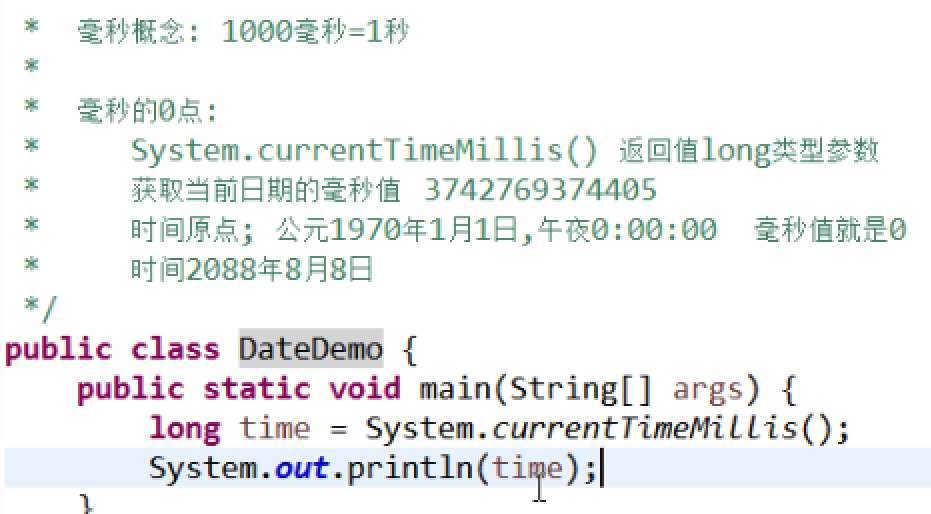 *   毫秒概念: 1000毫秒=1秒
*
*   毫秒的0点:
*       System.currentTimeMillis() 返回值long类型参数
*       获取当前日期的毫秒值 3742769374405
*       时间原点; 公元1970年1月1日,午夜0:00:00  毫秒值就是0
*       时间2088年8月8日
*/
public class DateDemo {
    public static void main(String[] args) {
        long time = System.currentTimeMillis();
        System.out.println(time);
    }